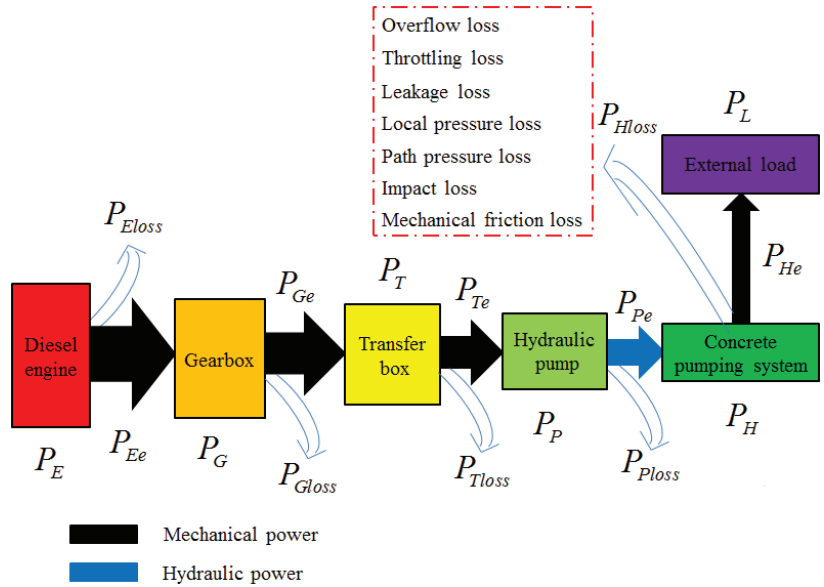 Overflow loss
Throttling loss
Leakage loss
Local pressure loss
Path pressure loss
Impact loss
Mechanical friction loss
P_Hloss
P_L
External load
P_He
P_Eloss
P_Ge
P_T
P_Te
P_Pe
Diesel
engine
Gearbox
Transfer
box
Hydraulic
pump
Concrete
pumping system
P_E
P_Ee
P_G
P_Gloss
P_Tloss
P_P
P_Ploss
P_H
Mechanical power
Hydraulic power